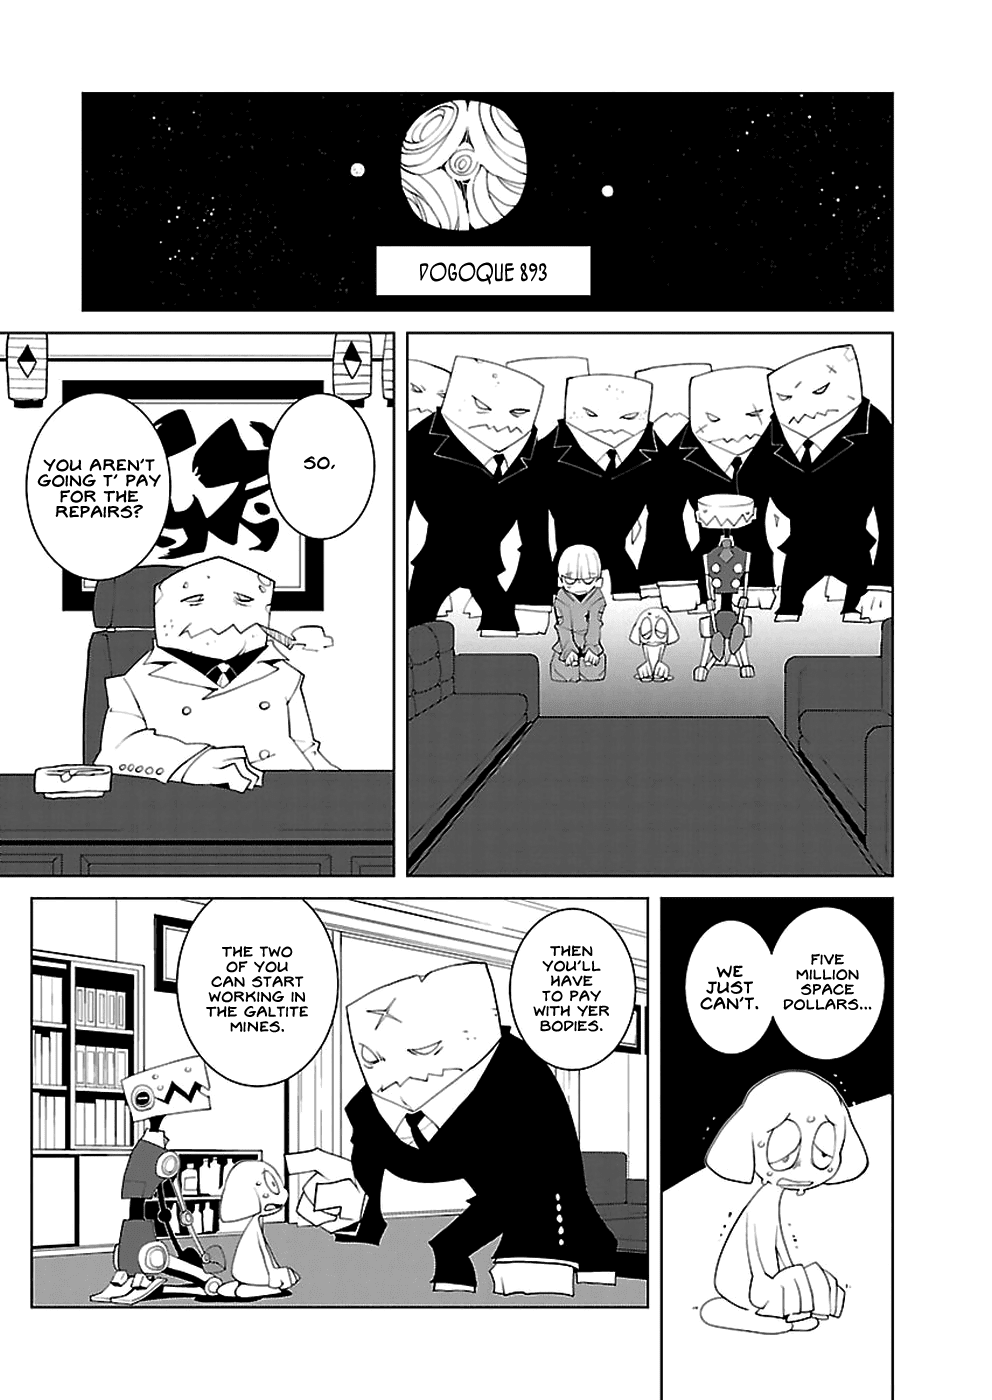 DOGOQUE 893
SO,
YOU AREN'T
GOING T' PAY
FOR THE
REPAIRS?
FIVE
MILLION
SPACE
DOLLARS...
WE
JUST
CAN'T.
THEN
YOU'LL
HAVE
TO PAY
WITH YER
BODIES.
THE TWO
OF YOU
CAN START
WORKING IN
THE GALTITE
MINES.